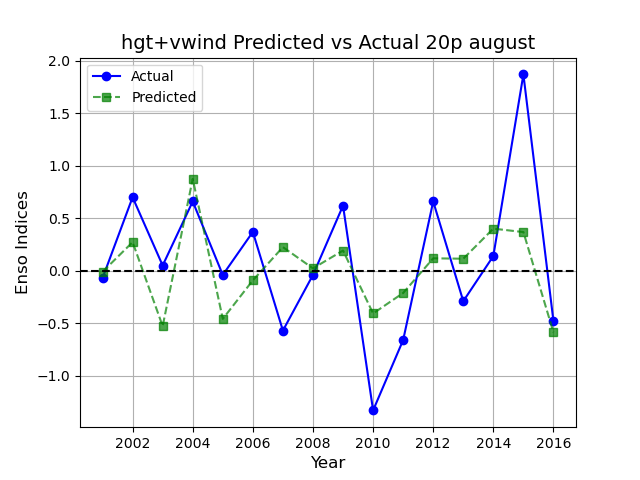 hgt+vwind Predicted vs Actual 20p august
Actual
Predicted
2.0
1.5
1.0
0.5
0.0
−0.5
−1.0
Enso Indices
2002 2004 2006 2008 2010 2012 2014 2016
Year